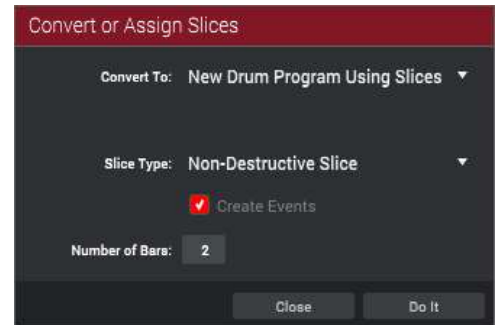 Convert or Assign Slices
Convert To: New Drum Program Using Slices
Slice Type: Non-Destructive Slice
Create Events
Number of Bars: 2
Close Do It